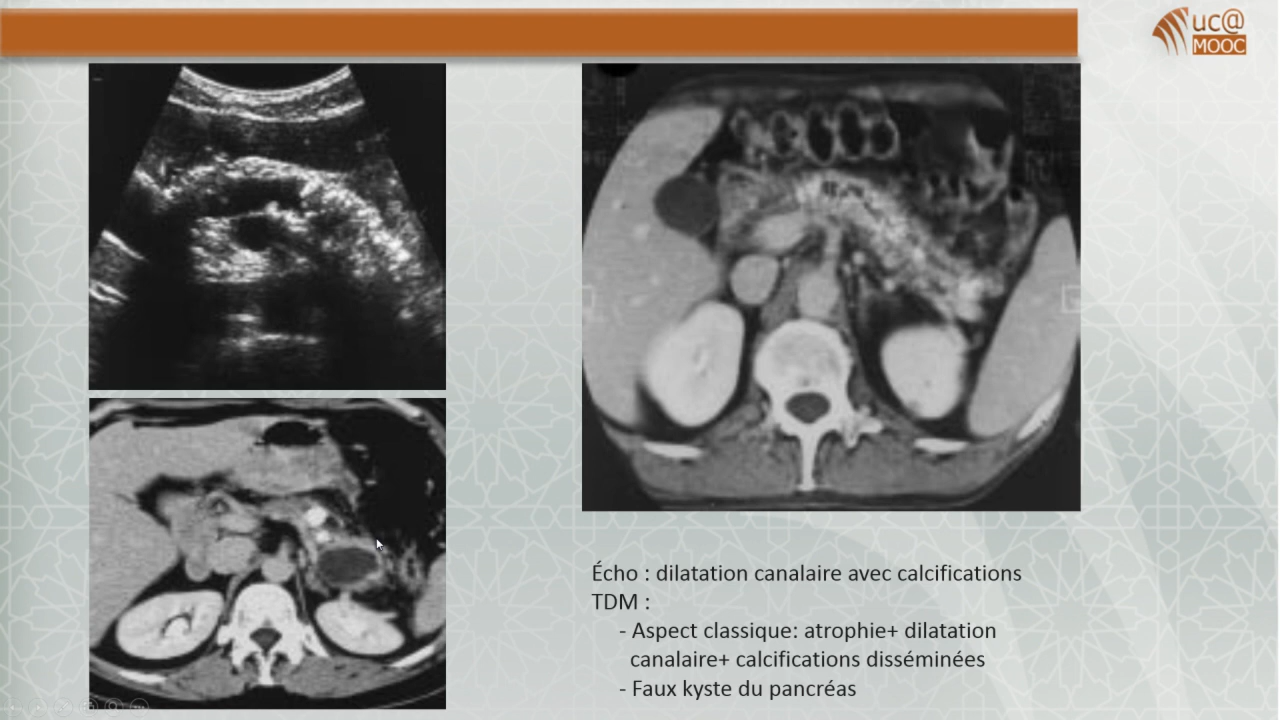 uc@
MOOC
Écho : dilatation canalaire avec calcifications
TDM :
- Aspect classique: atrophie+ dilatation
canalaire+ calcifications disséminées
- Faux kyste du pancréas